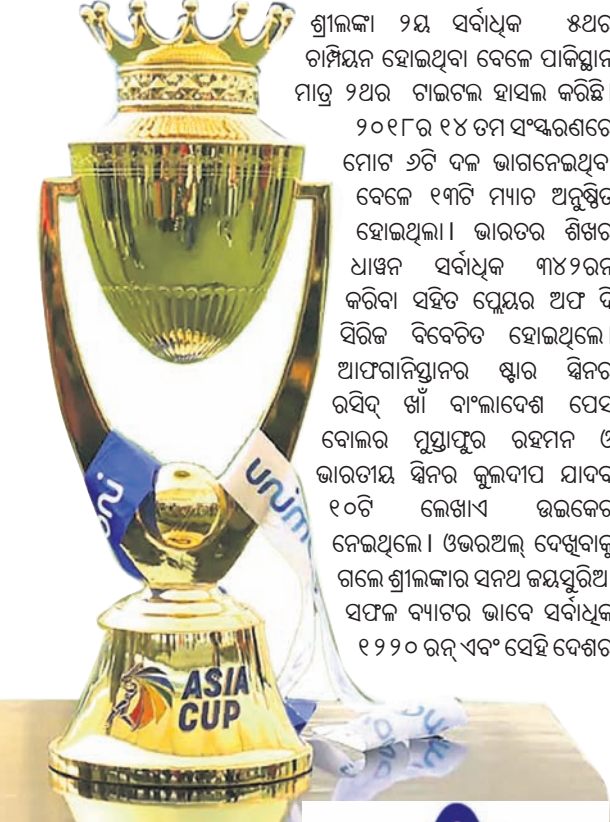 ଶ୍ରୀଲଙ୍କା ୨ୟ ସର୍ବାଧିକ ୫ଥର
ଚାମ୍ପିୟନ ହୋଇଥିବା ବେଳେ ପାକିସ୍ଥାନ
ମାତ୍ର ୨ଥର ଟାଇଟଲ ହାସଲ କରିଛି।
୨୦୧୮ର ୧୪ ତମ ସଂସ୍କରଣରେ
ମୋଟ ୬ଟି ଦଳ ଭାଗନେଇଥିବା
ବେଳେ ୧୩ଟି ମ୍ୟାଚ ଅନୁଷ୍ଠିତ
ହୋଇଥିଲା। ଭାରତର ଶିଖର
ଧାୱନ ସର୍ବାଧିକ ୩୪୨ରନ
କରିବା ସହିତ ପ୍ଲେୟର ଅଫ ଦି
ସିରିଜ ବିବେଚିତ ହୋଇଥିଲେ।
ଆଫଗାନିସ୍ତାନର ଷ୍ଟାର ସ୍ପିନର
ରସିଦ୍ ଖାଁ ବାଂଲାଦେଶ ପେସ
ବୋଲର ମୁସ୍ତାଫୁର ରହମନ ଓ
ଭାରତୀୟ ସ୍ପିନର କୁଲଦୀପ ଯାଦବ
୧୦ଟି ଲେଖାଏ ଉଇକେଟ
ନେଇଥିଲେ। ଓଭରଅଲ୍ ଦେଖିବାକୁ
ଗଲେ ଶ୍ରୀଲଙ୍କାର ସନଥ ଜୟସୁରିଆ
ସଫଳ ବ୍ୟାଟର ଭାବେ ସର୍ବାଧିକ
୧୨୨୦ ରନ୍ ଏବଂ ସେହି ଦେଶର
ASIA
CUP